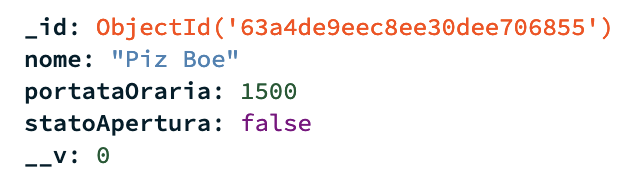 _id: ObjectId('63a4de9eec8ee30dee706855')
nome: "Piz Boe"
portataOraria: 1500
statoApertura: false
__v: 0